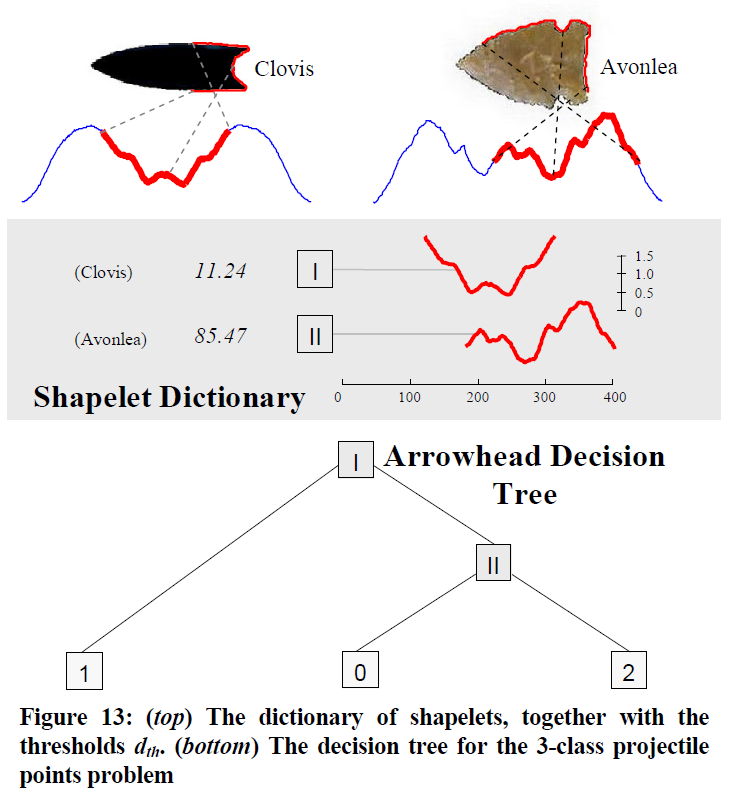 Clovis
Avonlea
(Clovis) 11.24 I
(Avonlea) 85.47 II
1.5
1.0
0.5
0
Shapelet Dictionary
0 100 200 300 400
I
Arrowhead Decision
Tree
II
1 0 2
Figure 13: (top) The dictionary of shapelets, together with the
thresholds dth. (bottom) The decision tree for the 3-class projectile
points problem